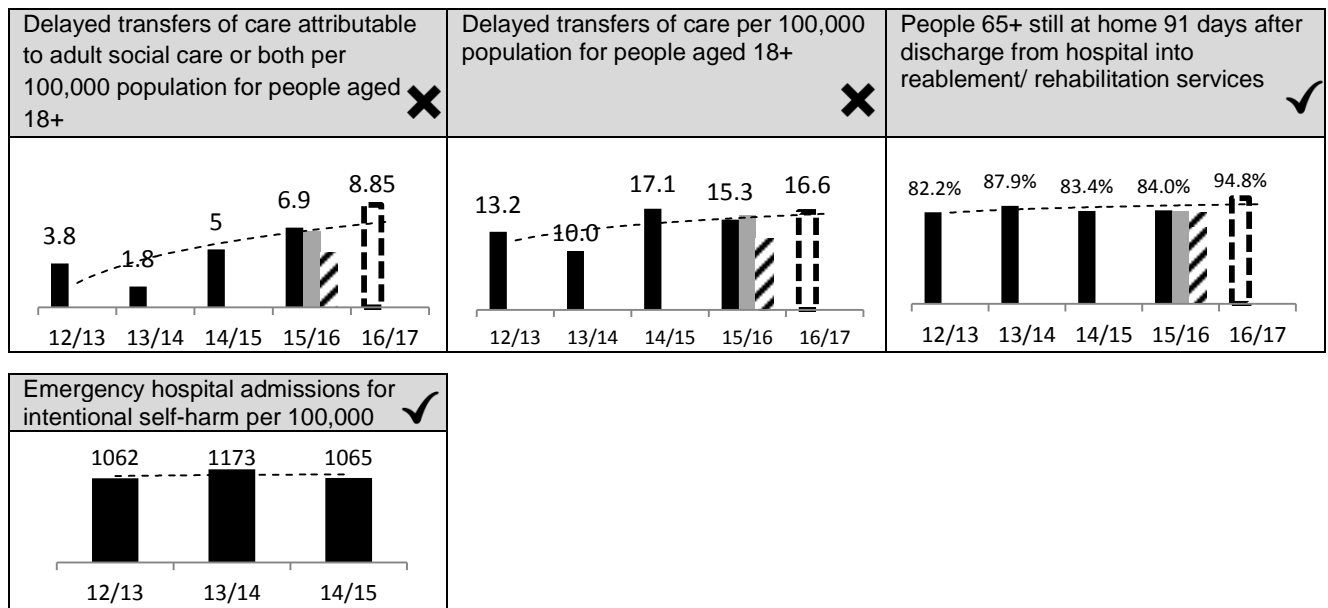 Delayed transfers of care attributable
to adult social care or both per
100,000 population for people aged
18+
3.8
1.8
5
6.9
8.85
12/13 13/14 14/15 15/16 16/17
Delayed transfers of care per 100,000
population for people aged 18+
13.2
10.0
17.1
15.3
16.6
12/13 13/14 14/15 15/16 16/17
People 65+ still at home 91 days after
discharge from hospital into
reablement/ rehabilitation services
82.2% 87.9% 83.4% 84.0% 94.8%
12/13 13/14 14/15 15/16 16/17
Emergency hospital admissions for
intentional self-harm per 100,000
1062 1173 1065
12/13 13/14 14/15